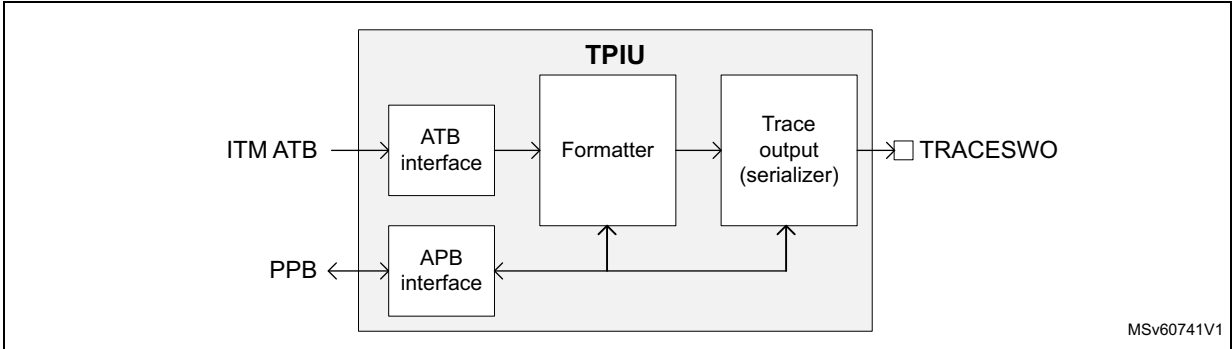 TPIU
ITM ATB
ATB
interface
Formatter
Trace
output
(serializer)
TRACESWO
PPB
APB
interface
MSv60741V1